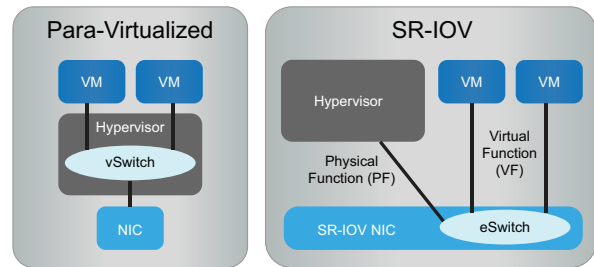 Para-Virtualized
VM VM
Hypervisor
vSwitch
NIC
SR-IOV
Hypervisor
VM VM
Physical
Function (PF)
Virtual
Function
(VF)
SR-IOV NIC
eSwitch